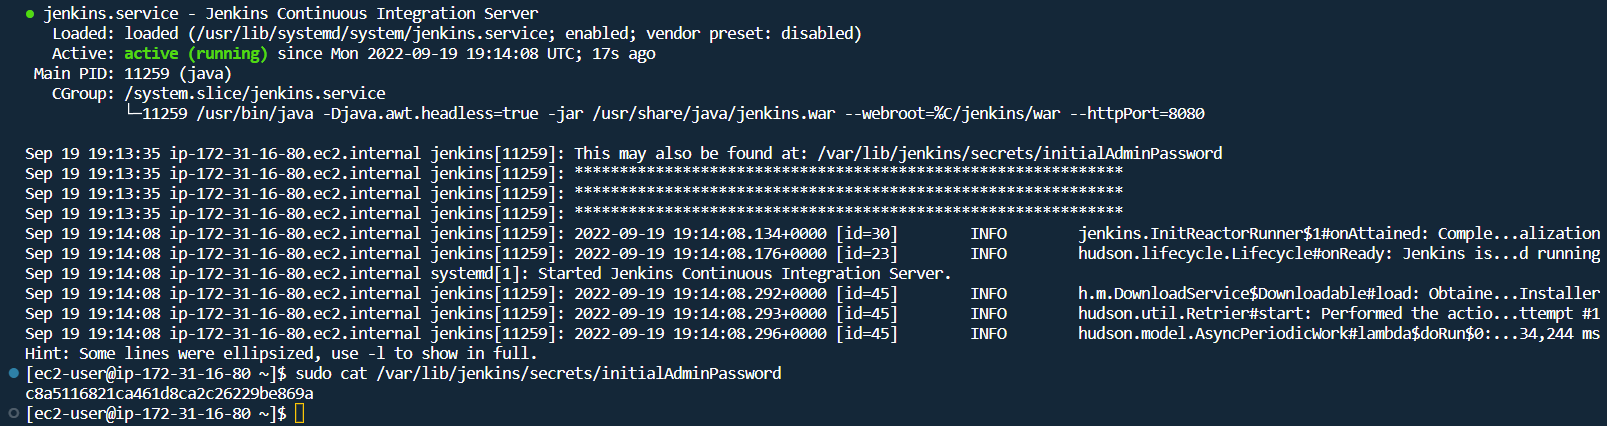 ● jenkins.service - Jenkins Continuous Integration Server
   Loaded: loaded (/usr/lib/systemd/system/jenkins.service; enabled; vendor preset: disabled)
   Active: active (running) since Mon 2022-09-19 19:14:08 UTC; 17s ago
 Main PID: 11259 (java)
   CGroup: /system.slice/jenkins.service
           └─11259 /usr/bin/java -Djava.awt.headless=true -jar /usr/share/java/jenkins.war --webroot=%C/jenkins/war --httpPort=8080

Sep 19 19:13:35 ip-172-31-16-80.ec2.internal jenkins[11259]: This may also be found at: /var/lib/jenkins/secrets/initialAdminPassword
Sep 19 19:13:35 ip-172-31-16-80.ec2.internal jenkins[11259]: *************************************************************
Sep 19 19:13:35 ip-172-31-16-80.ec2.internal jenkins[11259]: *************************************************************
Sep 19 19:13:35 ip-172-31-16-80.ec2.internal jenkins[11259]: *************************************************************
Sep 19 19:14:08 ip-172-31-16-80.ec2.internal jenkins[11259]: 2022-09-19 19:14:08.134+0000 [id=30]        INFO        jenkins.InitReactorRunner$1#onAttained: Comple...alization
Sep 19 19:14:08 ip-172-31-16-80.ec2.internal jenkins[11259]: 2022-09-19 19:14:08.176+0000 [id=23]        INFO        hudson.lifecycle.Lifecycle#onReady: Jenkins is...d running
Sep 19 19:14:08 ip-172-31-16-80.ec2.internal systemd[1]: Started Jenkins Continuous Integration Server.
Sep 19 19:14:08 ip-172-31-16-80.ec2.internal jenkins[11259]: 2022-09-19 19:14:08.292+0000 [id=45]        INFO        h.m.DownloadService$Downloadable#load: Obtaine...Installer
Sep 19 19:14:08 ip-172-31-16-80.ec2.internal jenkins[11259]: 2022-09-19 19:14:08.293+0000 [id=45]        INFO        hudson.util.Retrier#start: Performed the actio...ttempt #1
Sep 19 19:14:08 ip-172-31-16-80.ec2.internal jenkins[11259]: 2022-09-19 19:14:08.296+0000 [id=45]        INFO        hudson.model.AsyncPeriodicWork#lambda$doRun$0:...34,244 ms
Hint: Some lines were ellipsized, use -l to show in full.
[ec2-user@ip-172-31-16-80 ~]$ sudo cat /var/lib/jenkins/secrets/initialAdminPassword
c8a5116821ca461d8ca2c26229be869a
[ec2-user@ip-172-31-16-80 ~]$